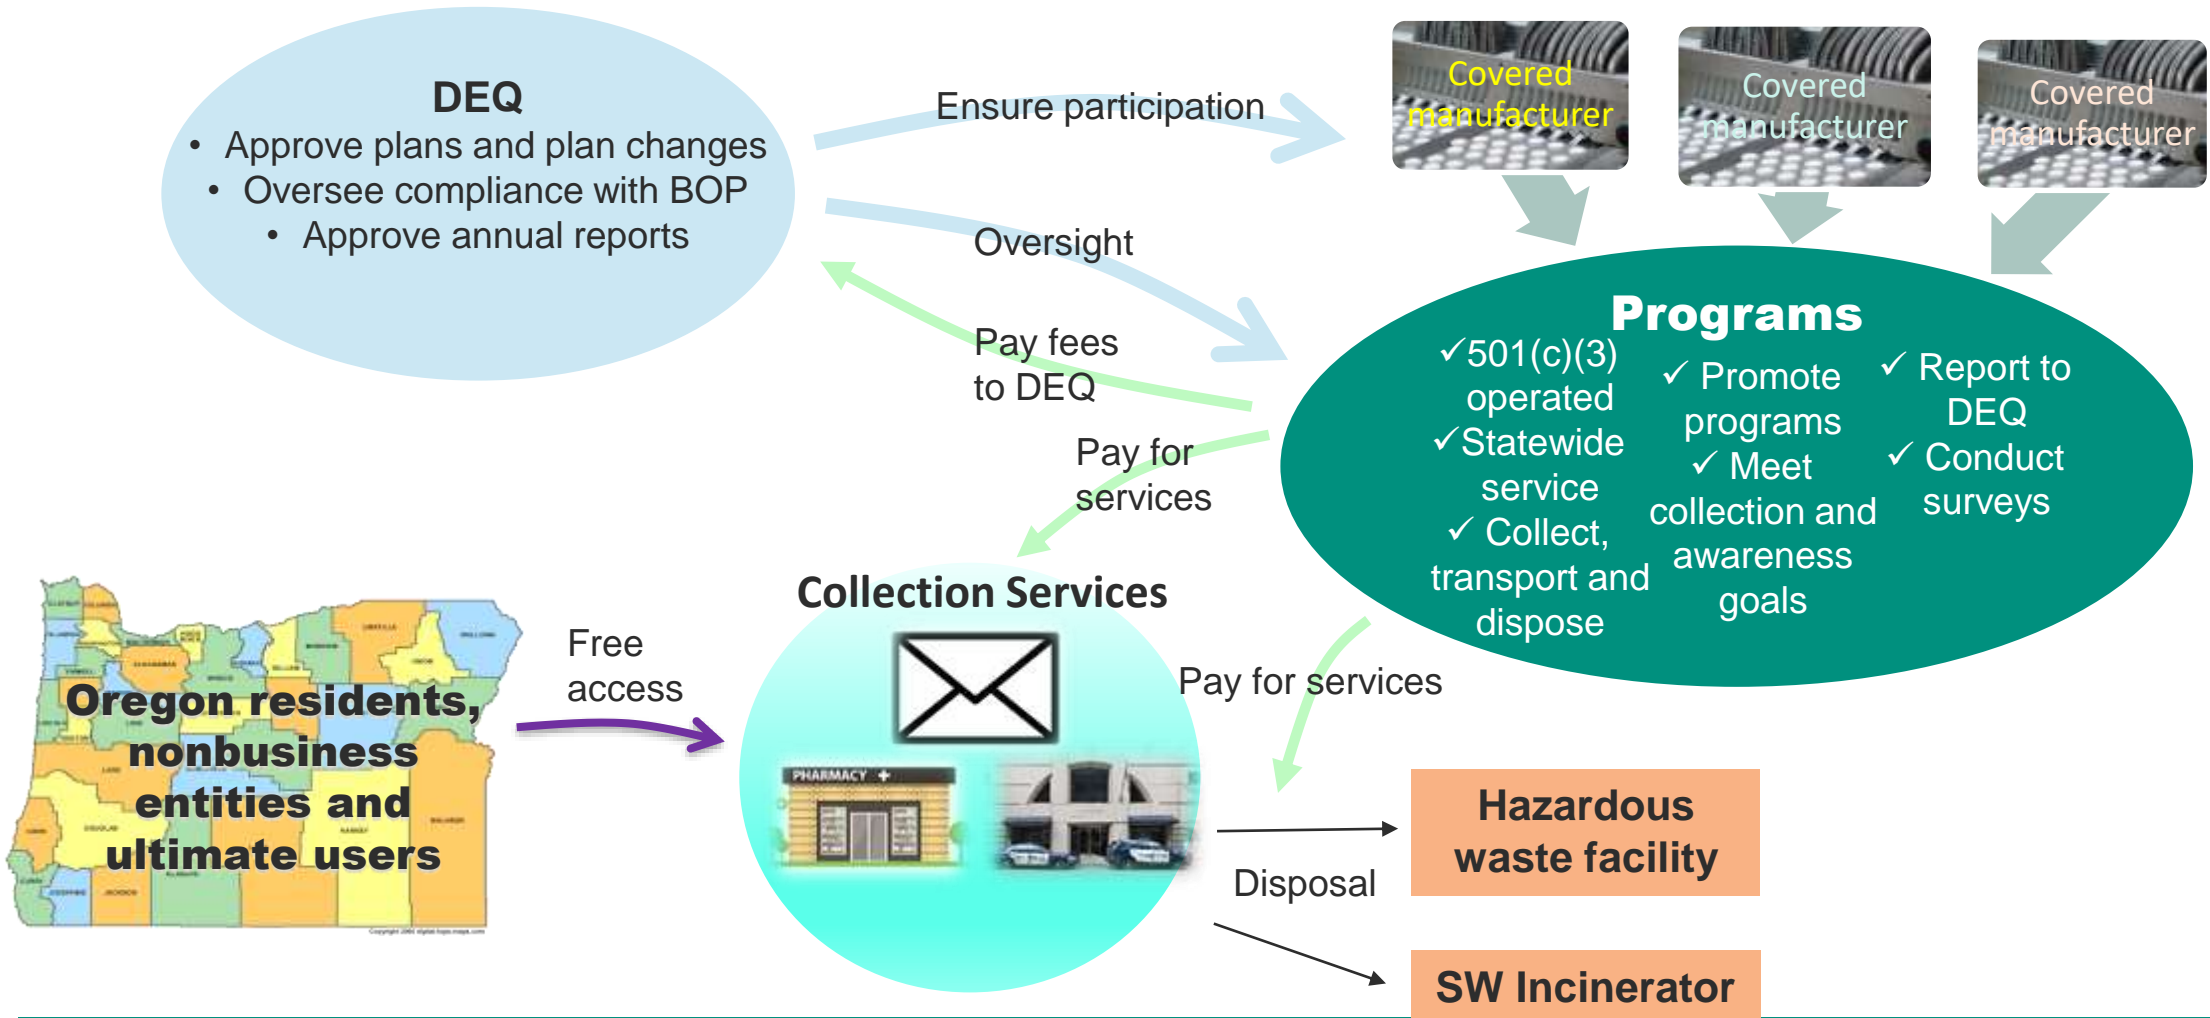 DEQ
• Approve plans and plan changes
• Oversee compliance with BOP
• Approve annual reports
Ensure participation
Oversight
Pay fees
to DEQ
Pay for
services
Covered
manufacturer
Covered
manufacturer
Covered
manufacturer
Programs
✓501(c)(3)
operated
✓Statewide
service
✓ Collect,
transport and
dispose
✓ Promote
programs
✓ Meet
collection and
awareness
goals
✓ Report to
DEQ
✓ Conduct
surveys
Oregon residents,
nonbusiness
entities and
ultimate users
Free
access
Collection Services
PHARMACY +
Pay for services
Disposal
Hazardous
waste facility
SW Incinerator